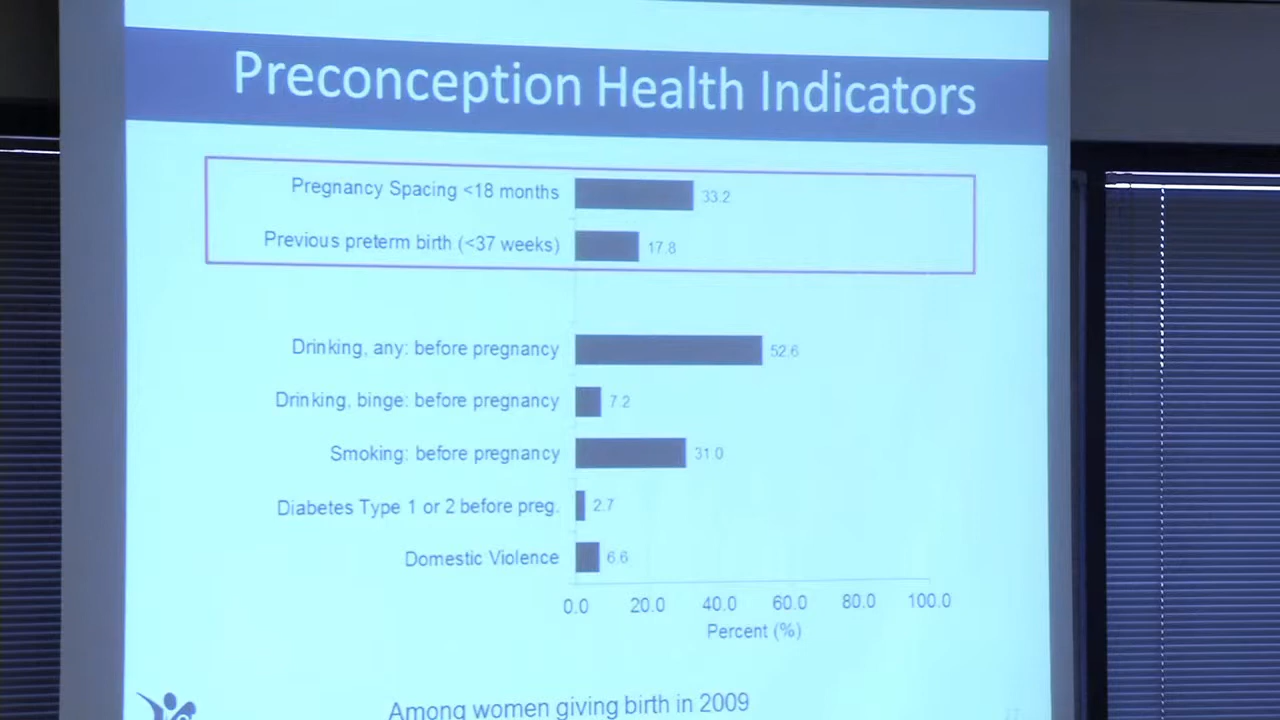 Preconception Health Indicators
Pregnancy Spacing <18 months 33.2
Previous preterm birth (<37 weeks) 17.8
Drinking, any: before pregnancy 52.6
Drinking, binge: before pregnancy 7.2
Smoking: before pregnancy 31.0
Diabetes Type 1 or 2 before preg. 2.7
Domestic Violence 6.6
0.0 20.0 40.0 60.0 80.0 100.0
Percent (%)
Among women giving birth in 2009